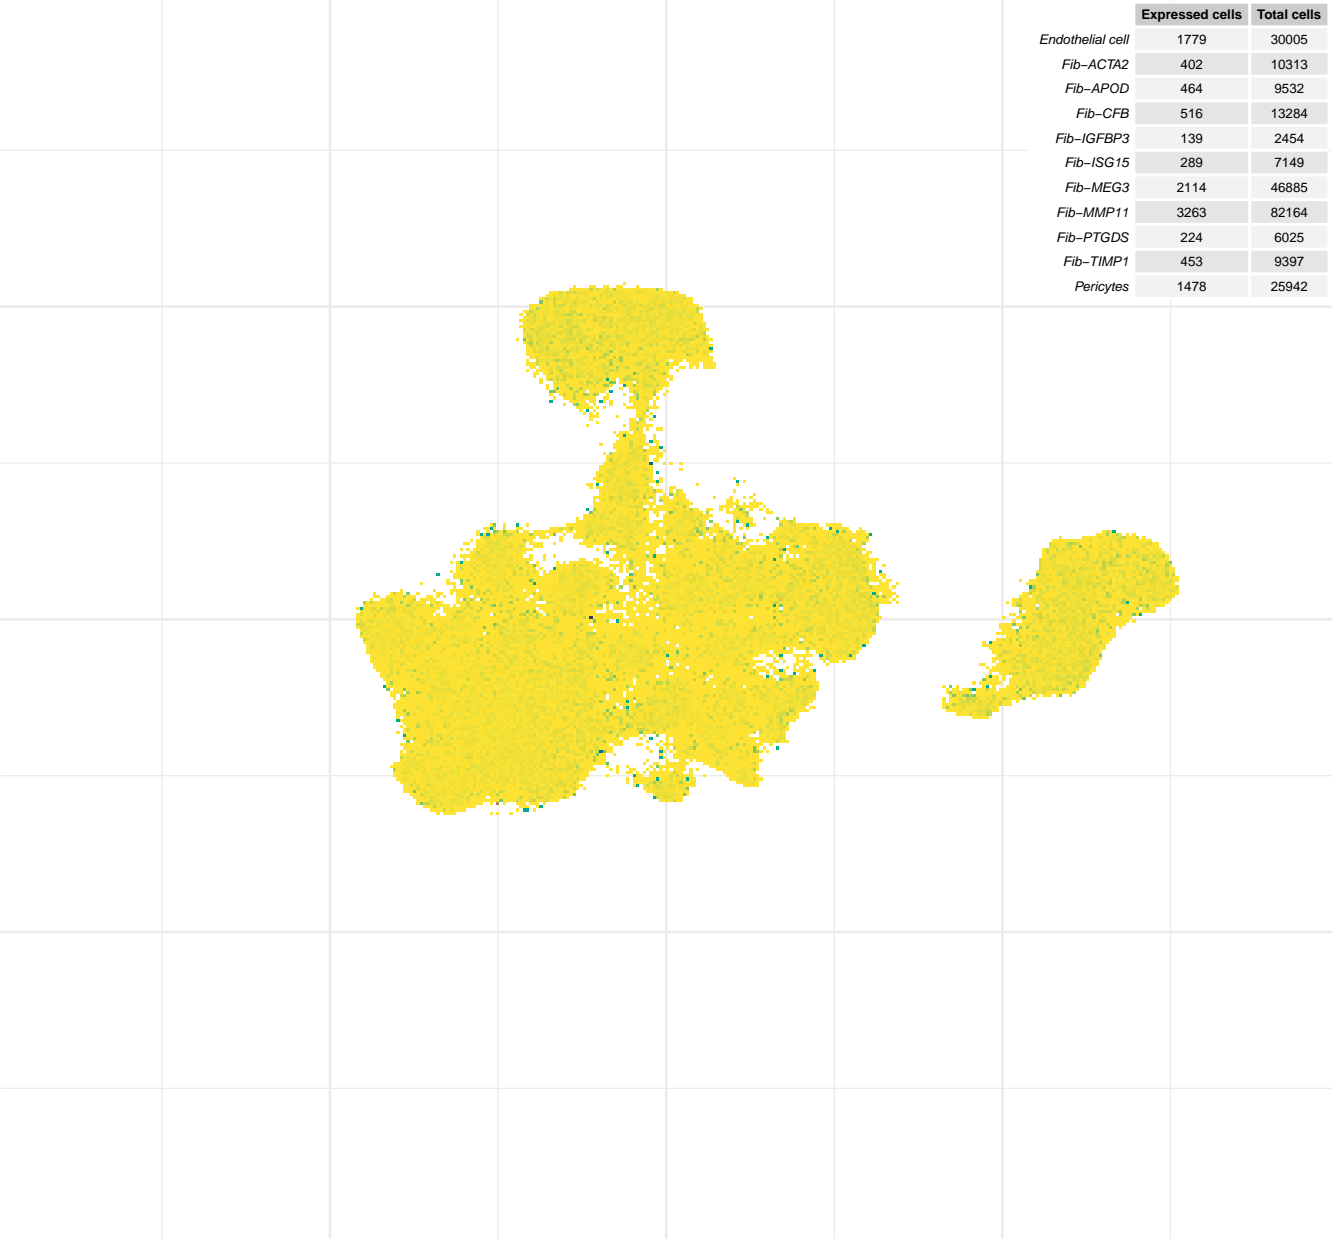 Expressed cells Total cells
Endothelial cell 1779 30005
Fib−ACTA2 402 10313
Fib−APOD 464 9532
Fib−CFB 516 13284
Fib−IGFBP3 139 2454
Fib−ISG15 289 7149
Fib−MEG3 2114 46885
Fib−MMP11 3263 82164
Fib−PTGDS 224 6025
Fib−TIMP1 453 9397
Pericytes 1478 25942